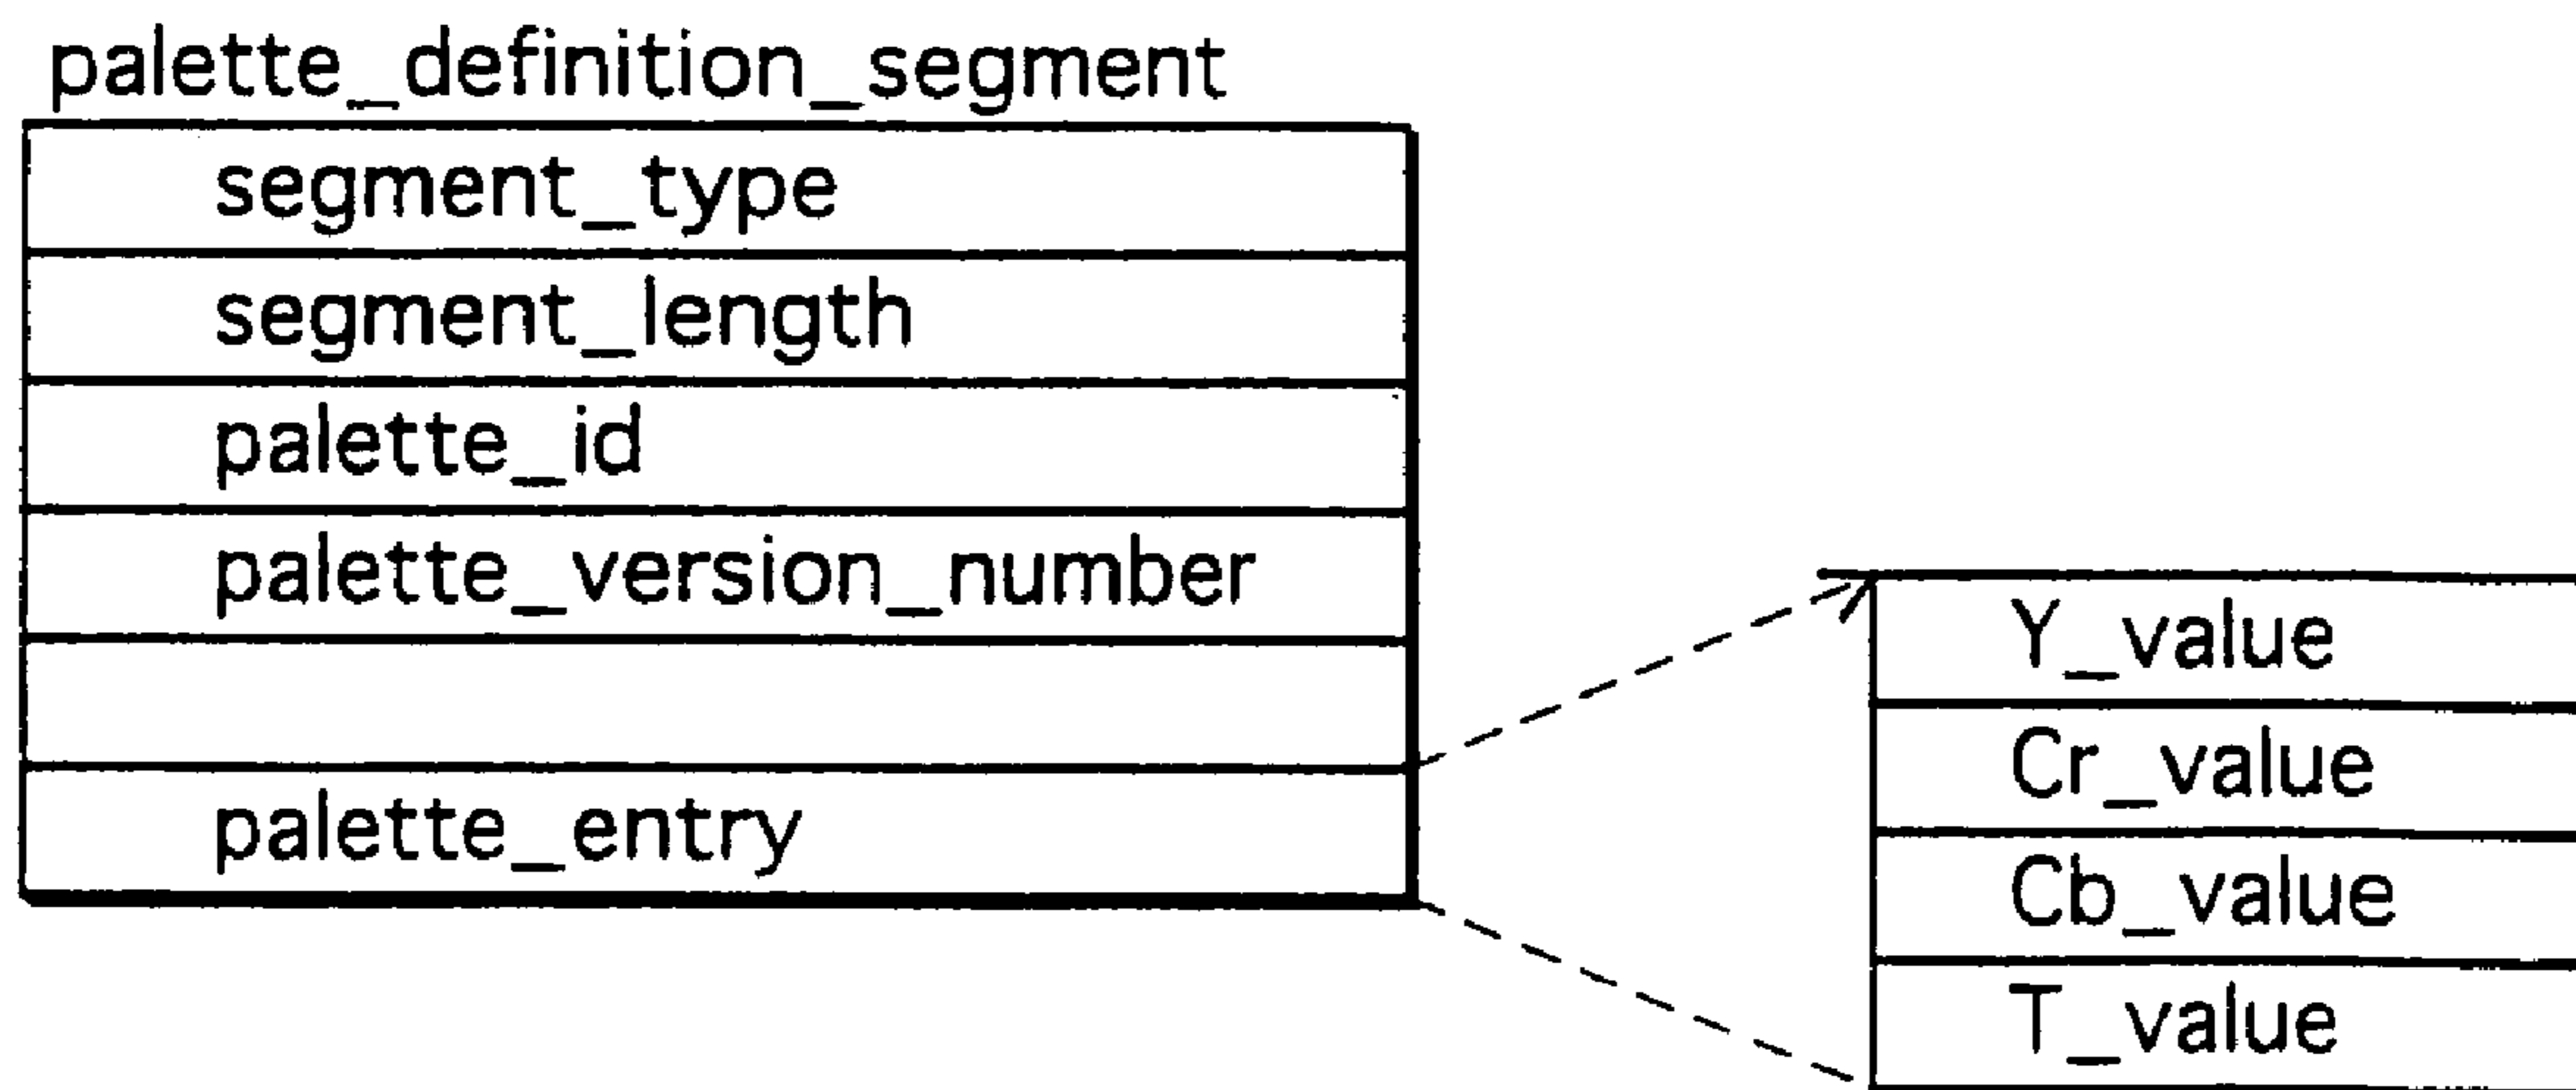 palette_definition_segment
segment_type
segment_length
palette_id
palette_version_number
palette_entry
Y_value
Cr_value
Cb_value
T_value